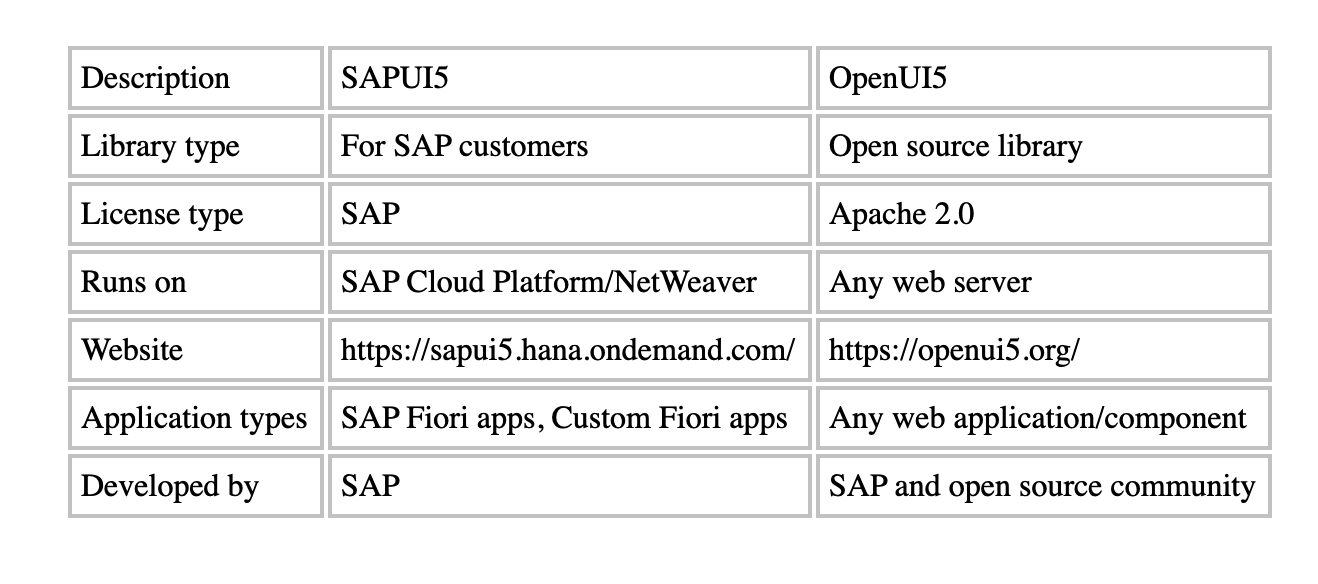 Description SAPUI5 OpenUI5
Library type For SAP customers Open source library
License type SAP Apache 2.0
Runs on SAP Cloud Platform/NetWeaver Any web server
Website https://sapui5.hana.ondemand.com/ https://openui5.org/
Application types SAP Fiori apps, Custom Fiori apps Any web application/component
Developed by SAP SAP and open source community